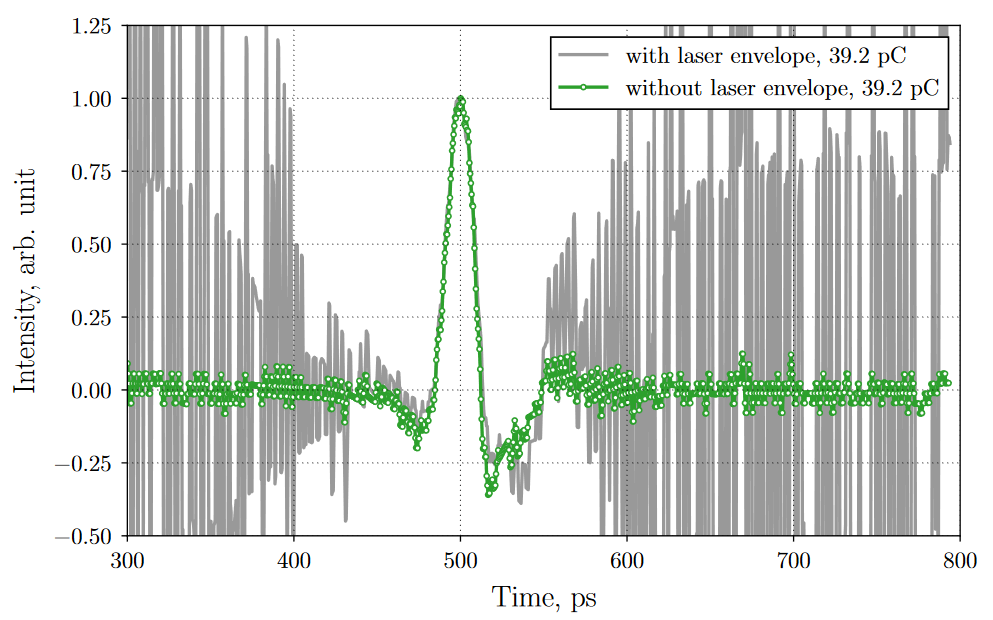 1.25
1.00
0.75
0.50
0.25
0.00
−0.25
−0.50
Intensity, arb. unit
with laser envelope, 39.2 pC
without laser envelope, 39.2 pC
300 400 500 600 700 800
Time, ps